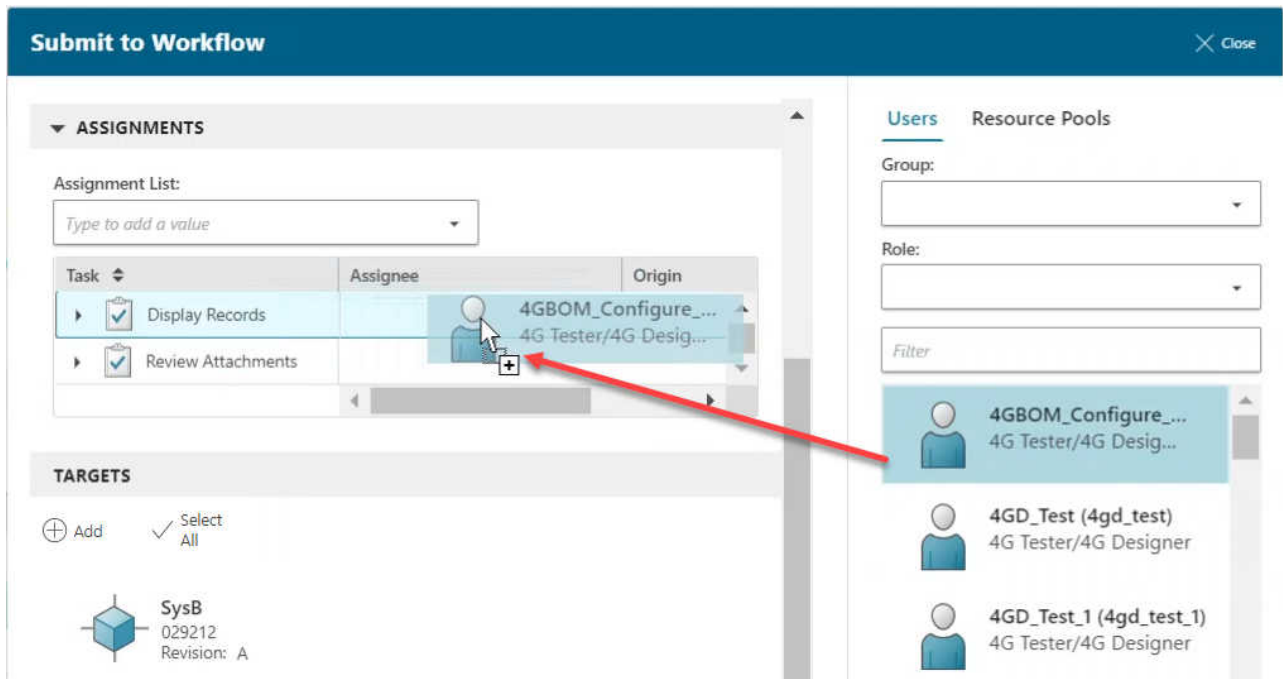 Submit to Workflow
Close
ASSIGNMENTS
Assignment List:
Type to add a value
Task
Assignee
Origin
Display Records
4GBOM_Configure_...
4G Tester/4G Desig...
Review Attachments
TARGETS
Add
Select
All
SysB
029212
Revision: A
Users
Resource Pools
Group:
Role:
Filter
4GBOM_Configure_...
4G Tester/4G Desig...
4GD_Test (4gd_test)
4G Tester/4G Designer
4GD_Test_1 (4gd_test_1)
4G Tester/4G Designer